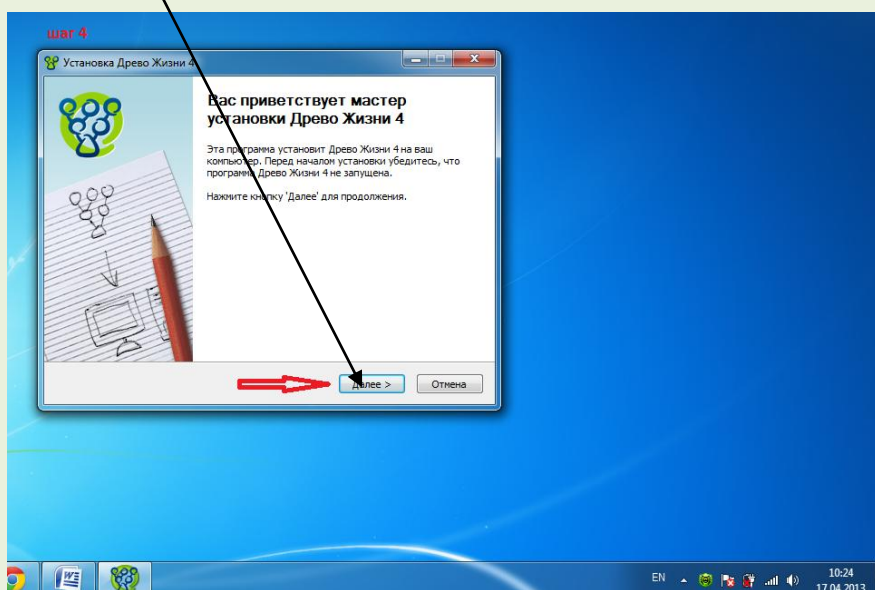 шаг 4
Установка Древо Жизни 4
Вас приветствует мастер
установки Древо Жизни 4
Эта программа установит Древо Жизни 4 на ваш
компьютер. Перед началом установки убедитесь, что
программа Древо Жизни 4 не запущена.
Нажмите кнопку 'Далее' для продолжения.
Далее >
Отмена
W
EN
10:24
17.04.2013